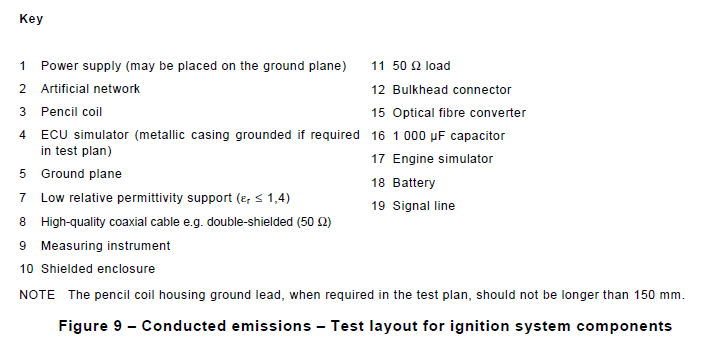 Key
1 Power supply (may be placed on the ground plane)
2 Artificial network
3 Pencil coil
4 ECU simulator (metallic casing grounded if required
in test plan)
5 Ground plane
7 Low relative permittivity support (εr ≤ 1,4)
8 High-quality coaxial cable e.g. double-shielded (50 Ω)
9 Measuring instrument
10 Shielded enclosure
11 50 Ω load
12 Bulkhead connector
15 Optical fibre converter
16 1 000 µF capacitor
17 Engine simulator
18 Battery
19 Signal line
NOTE The pencil coil housing ground lead, when required in the test plan, should not be longer than 150 mm.
Figure 9 – Conducted emissions – Test layout for ignition system components